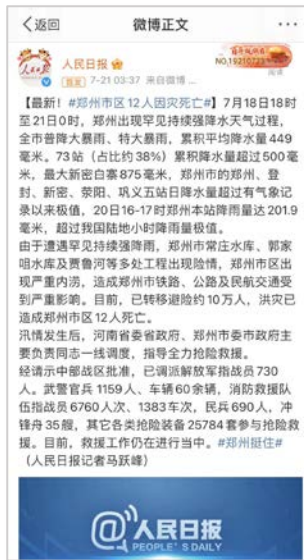 返回
微博正文
人民日报
7-21 03:37 来自微博
NO.19210723
【最新！#郑州市区12人因灾死亡#】7月18日18时
至21日0时，郑州出现罕见持续强降水天气过程，
全市普降大暴雨、特大暴雨，累积平均降水量449
毫米。73站（占比约38%）累积降水量超过500毫
米，最大新密白寨875毫米，郑州市的郑州、登
封、新密、荥阳、巩义五站日降水量超过有气象记
录以来极值，20日16-17时郑州本站降雨量达201.9
毫米，超过我国陆地小时降雨量极值。
由于遭遇罕见持续强降雨，郑州市常庄水库、郭家
咀水库及贾鲁河等多处工程出现险情，郑州市区出
现严重内涝，造成郑州市铁路、公路及民航交通受
到严重影响。目前，已转移避险约10万人，洪灾已
造成郑州市区12人死亡。
汛情发生后，河南省委省政府、郑州市委市政府主
要负责同志一线调度，指导全力抢险救援。
经请示中部战区批准，已调派解放军指战员730
人。武警官兵1159人、车辆60余辆，消防救援队
伍指战员6760人次、1383车次，民兵690人，冲
锋舟35艘，其它各类抢险装备25784套参与抢险救
援。目前，救援工作仍在进行当中。#郑州挺住#
（人民日报记者马跃峰）
@人民日报
PEOPLE'S DAILY